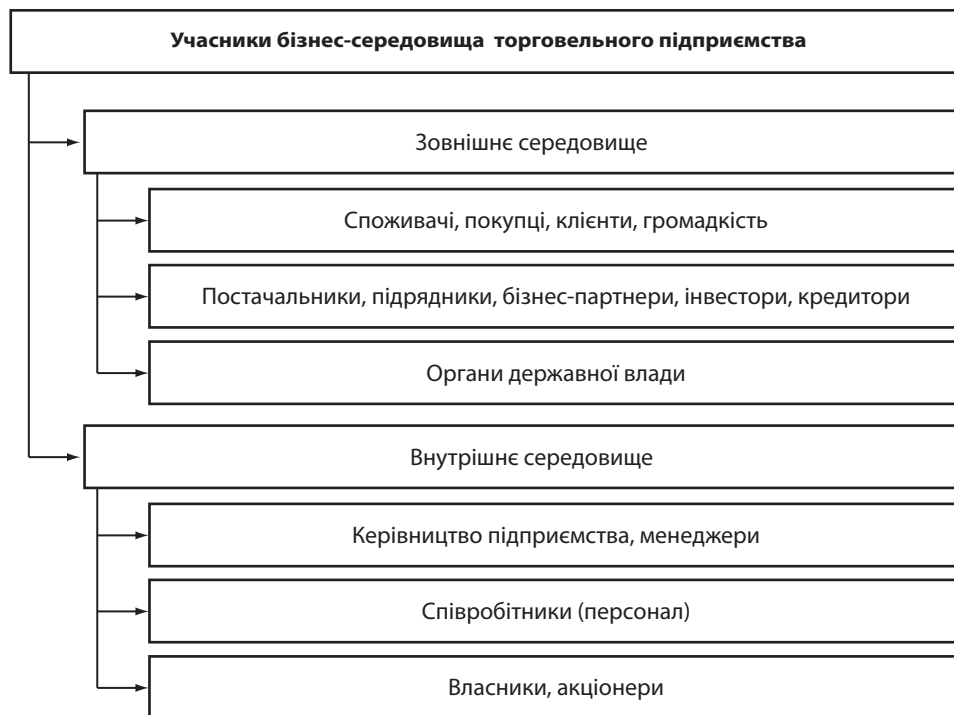 Учасники бізнес-середовища торговельного підприємства
Зовнішнє середовище
Споживачі, покупці, клієнти, громадкість
Постачальники, підрядники, бізнес-партнери, інвестори, кредитори
Органи державної влади
Внутрішнє середовище
Керівництво підприємства, менеджери
Співробітники (персонал)
Власники, акціонери